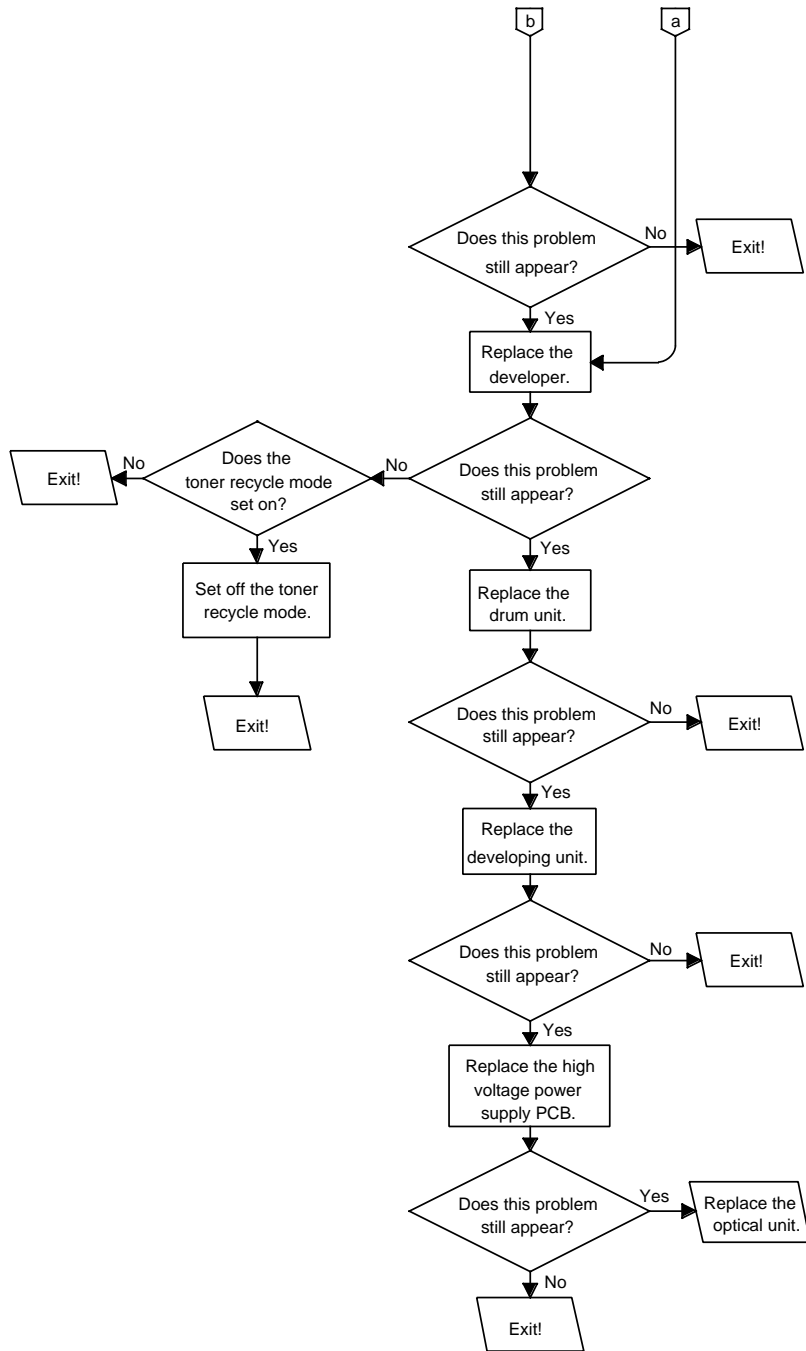 b
a
Does this problem
still appear?
No
Exit!
Yes
Replace the
developer.
Does this problem
still appear?
No
Does the
toner recycle mode
set on?
No
Exit!
Yes
Set off the toner
recycle mode.
Exit!
Yes
Replace the
drum unit.
Does this problem
still appear?
No
Exit!
Yes
Replace the
developing unit.
Does this problem
still appear?
No
Exit!
Yes
Replace the high
voltage power
supply PCB.
Does this problem
still appear?
Yes
Replace the
optical unit.
No
Exit!